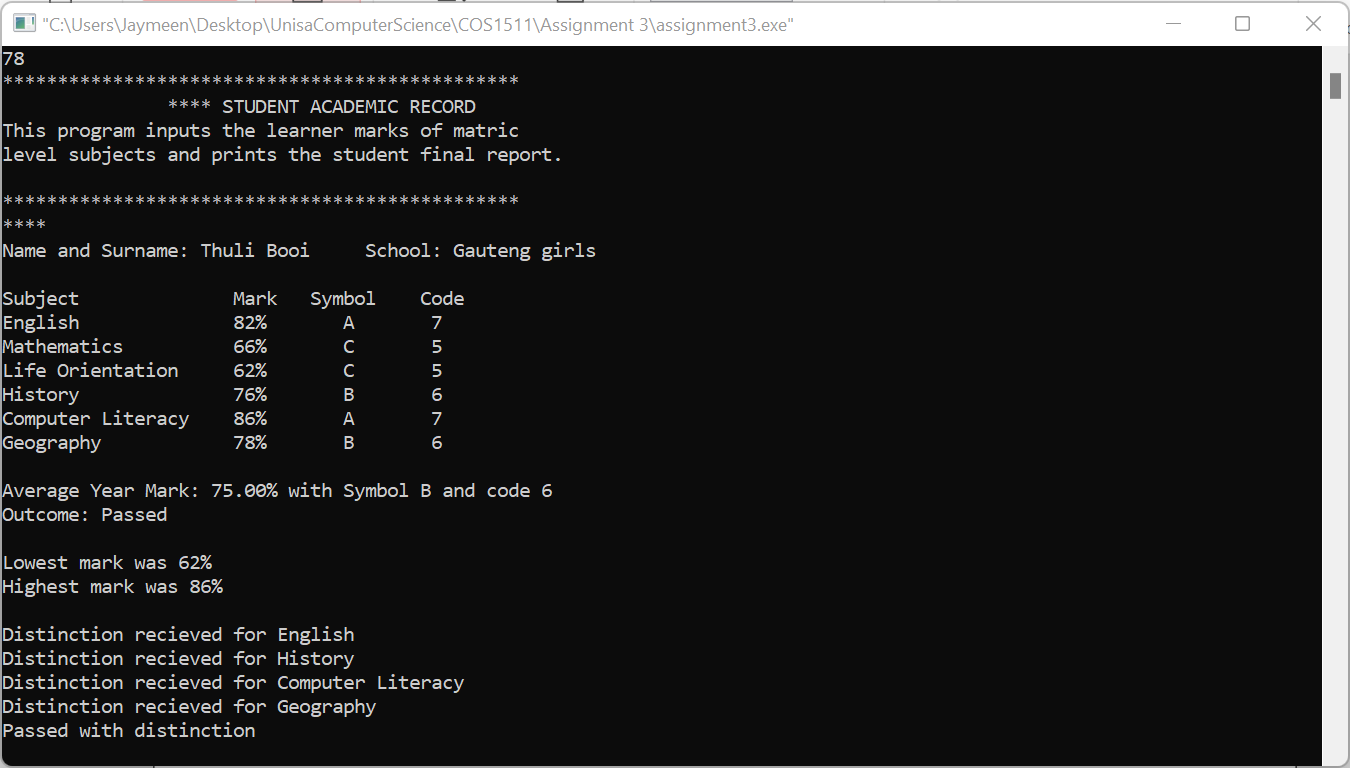 "C:\Users\Jaymeen\Desktop\UnisaComputerScience\COS1511\Assignment 3\assignment3.exe"
78
***********************************************
**** STUDENT ACADEMIC RECORD
This program inputs the learner marks of matric
level subjects and prints the student final report.
***********************************************
****
Name and Surname: Thuli Booi     School: Gauteng girls
Subject              Mark   Symbol    Code
English              82%       A       7
Mathematics          66%       C       5
Life Orientation     62%       C       5
History              76%       B       6
Computer Literacy    86%       A       7
Geography            78%       B       6
Average Year Mark: 75.00% with Symbol B and code 6
Outcome: Passed
Lowest mark was 62%
Highest mark was 86%
Distinction recieved for English
Distinction recieved for History
Distinction recieved for Computer Literacy
Distinction recieved for Geography
Passed with distinction